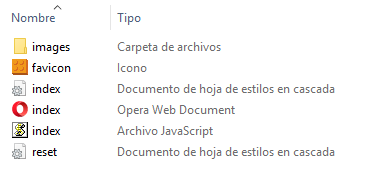 Nombre Tipo
images Carpeta de archivos
favicon Icono
index Documento de hoja de estilos en cascada
index Opera Web Document
index Archivo JavaScript
reset Documento de hoja de estilos en cascada